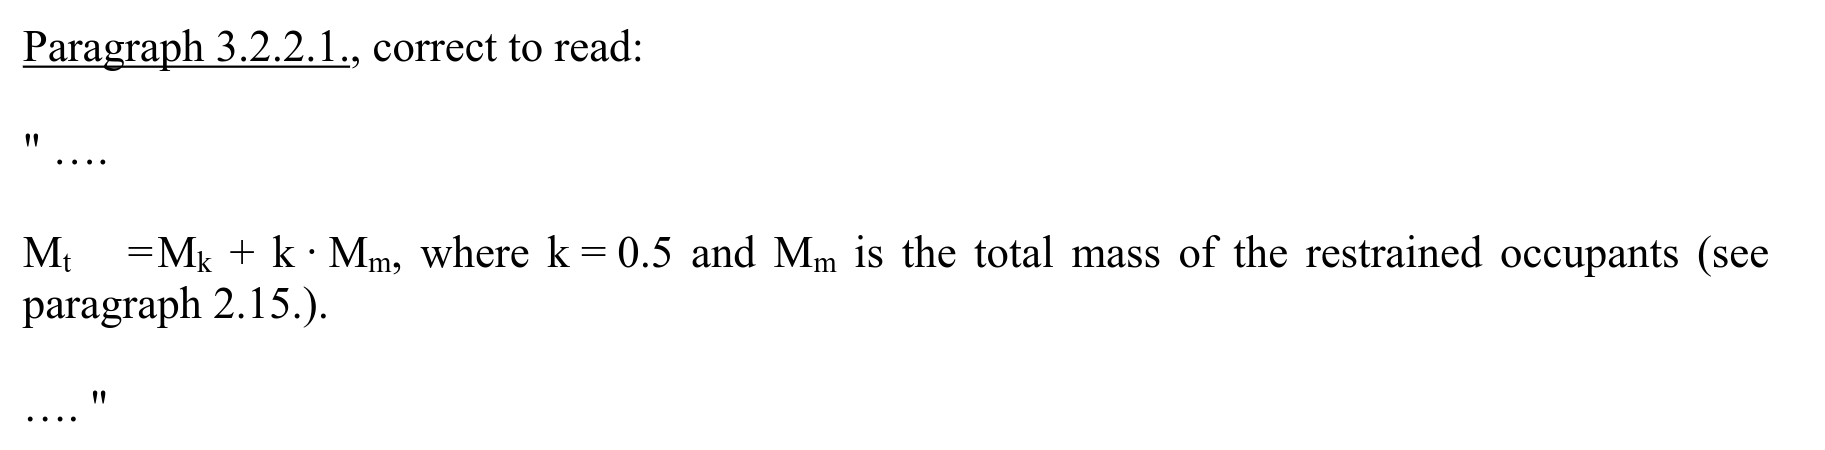 Paragraph 3.2.2.1., correct to read:
" ….
Mt =Mk + k · Mm, where k = 0.5 and Mm is the total mass of the restrained occupants (see
paragraph 2.15.).
…. "